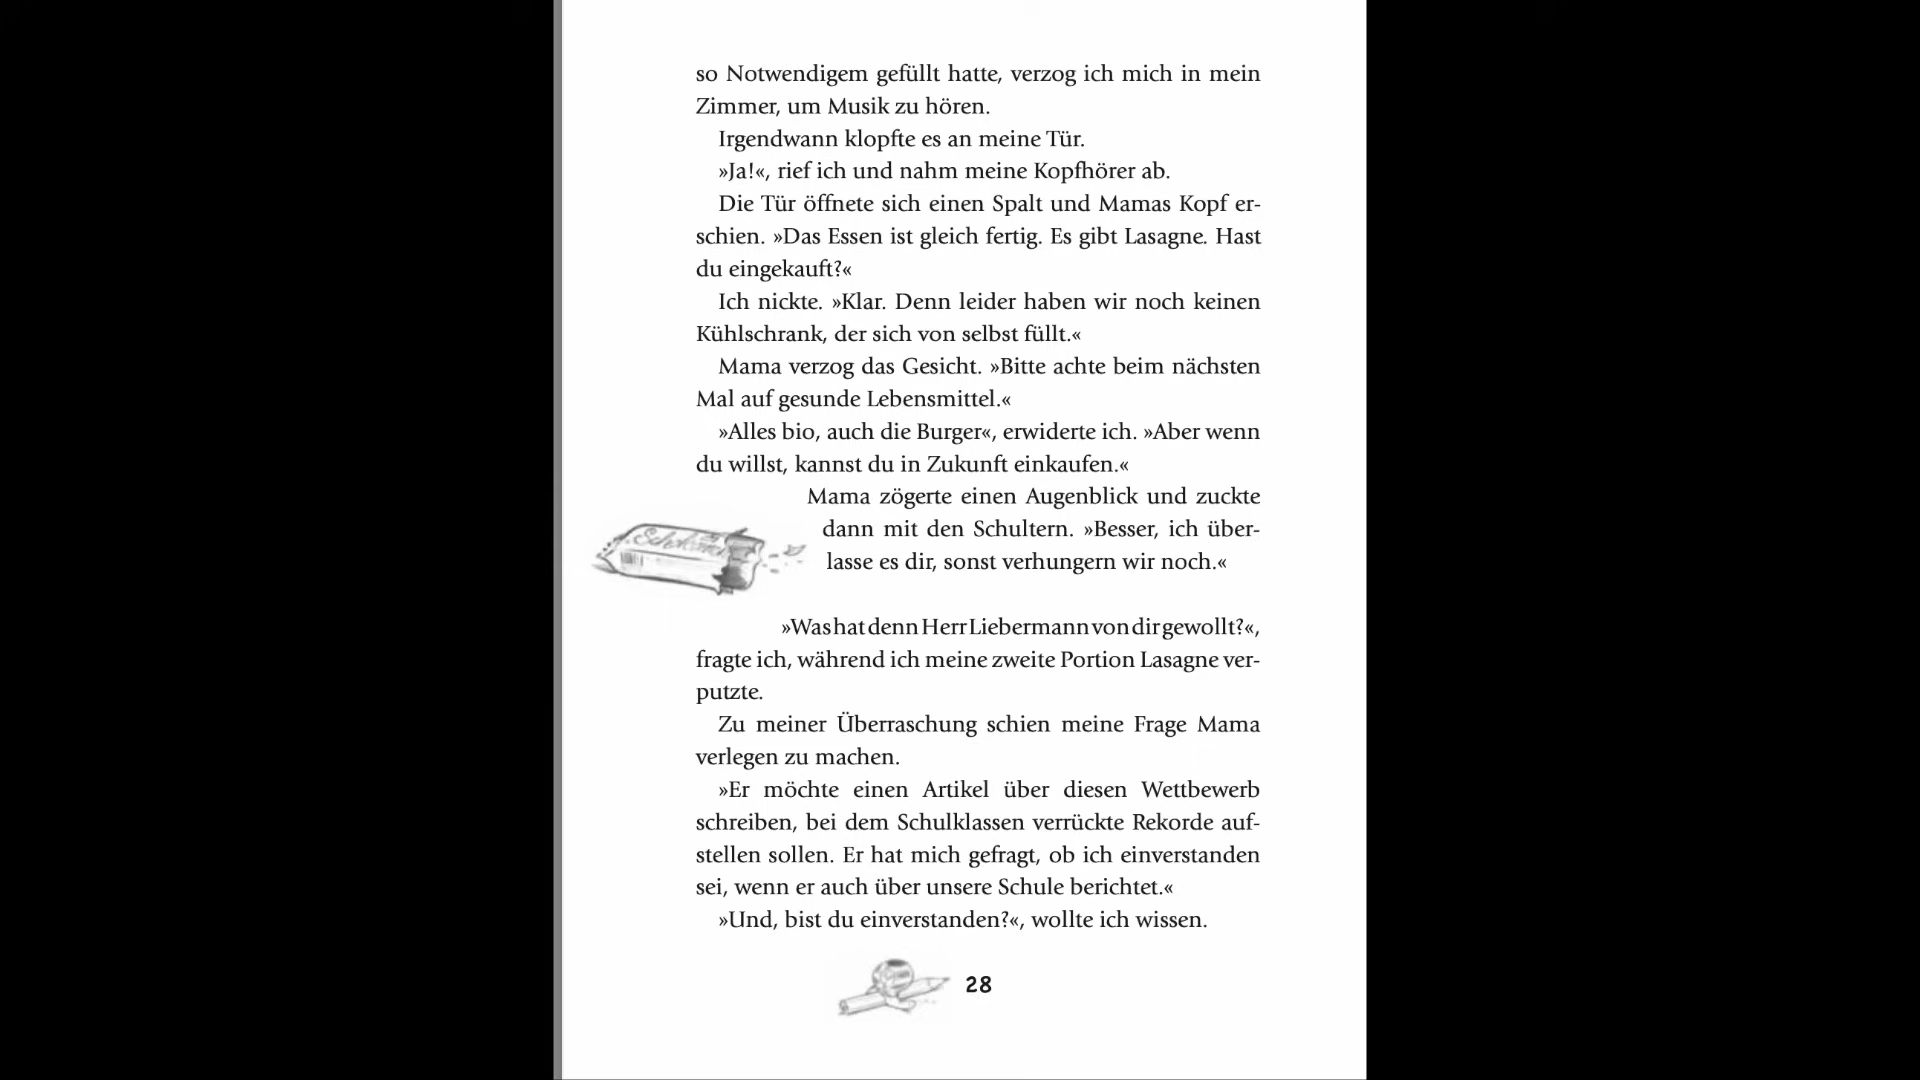 so Notwendigem gefüllt hatte, verzog ich mich in mein
Zimmer, um Musik zu hören.
Irgendwann klopfte es an meine Tür.
»Ja!«, rief ich und nahm meine Kopfhörer ab.
Die Tür öffnete sich einen Spalt und Mamas Kopf er-
schien. »Das Essen ist gleich fertig. Es gibt Lasagne. Hast
du eingekauft?«
Ich nickte. »Klar. Denn leider haben wir noch keinen
Kühlschrank, der sich von selbst füllt.«
Mama verzog das Gesicht. »Bitte achte beim nächsten
Mal auf gesunde Lebensmittel.«
»Alles bio, auch die Burger«, erwiderte ich. »Aber wenn
du willst, kannst du in Zukunft einkaufen.«
Mama zögerte einen Augenblick und zuckte
dann mit den Schultern. »Besser, ich über-
lasse es dir, sonst verhungern wir noch.«
»Was hat denn Herr Liebermann von dir gewollt?«,
fragte ich, während ich meine zweite Portion Lasagne ver-
putzte.
Zu meiner Überraschung schien meine Frage Mama
verlegen zu machen.
»Er möchte einen Artikel über diesen Wettbewerb
schreiben, bei dem Schulklassen verrückte Rekorde auf-
stellen sollen. Er hat mich gefragt, ob ich einverstanden
sei, wenn er auch über unsere Schule berichtet.«
»Und, bist du einverstanden?«, wollte ich wissen.
28